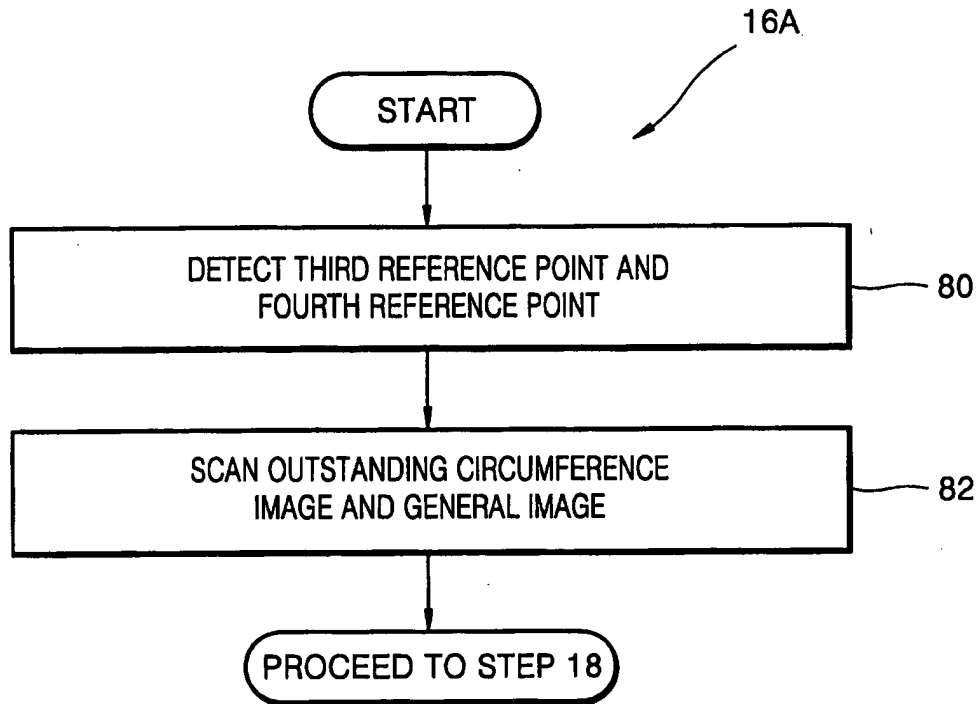 16A
START
DETECT THIRD REFERENCE POINT AND
FOURTH REFERENCE POINT
80
SCAN OUTSTANDING CIRCUMFERENCE
IMAGE AND GENERAL IMAGE
82
PROCEED TO STEP 18